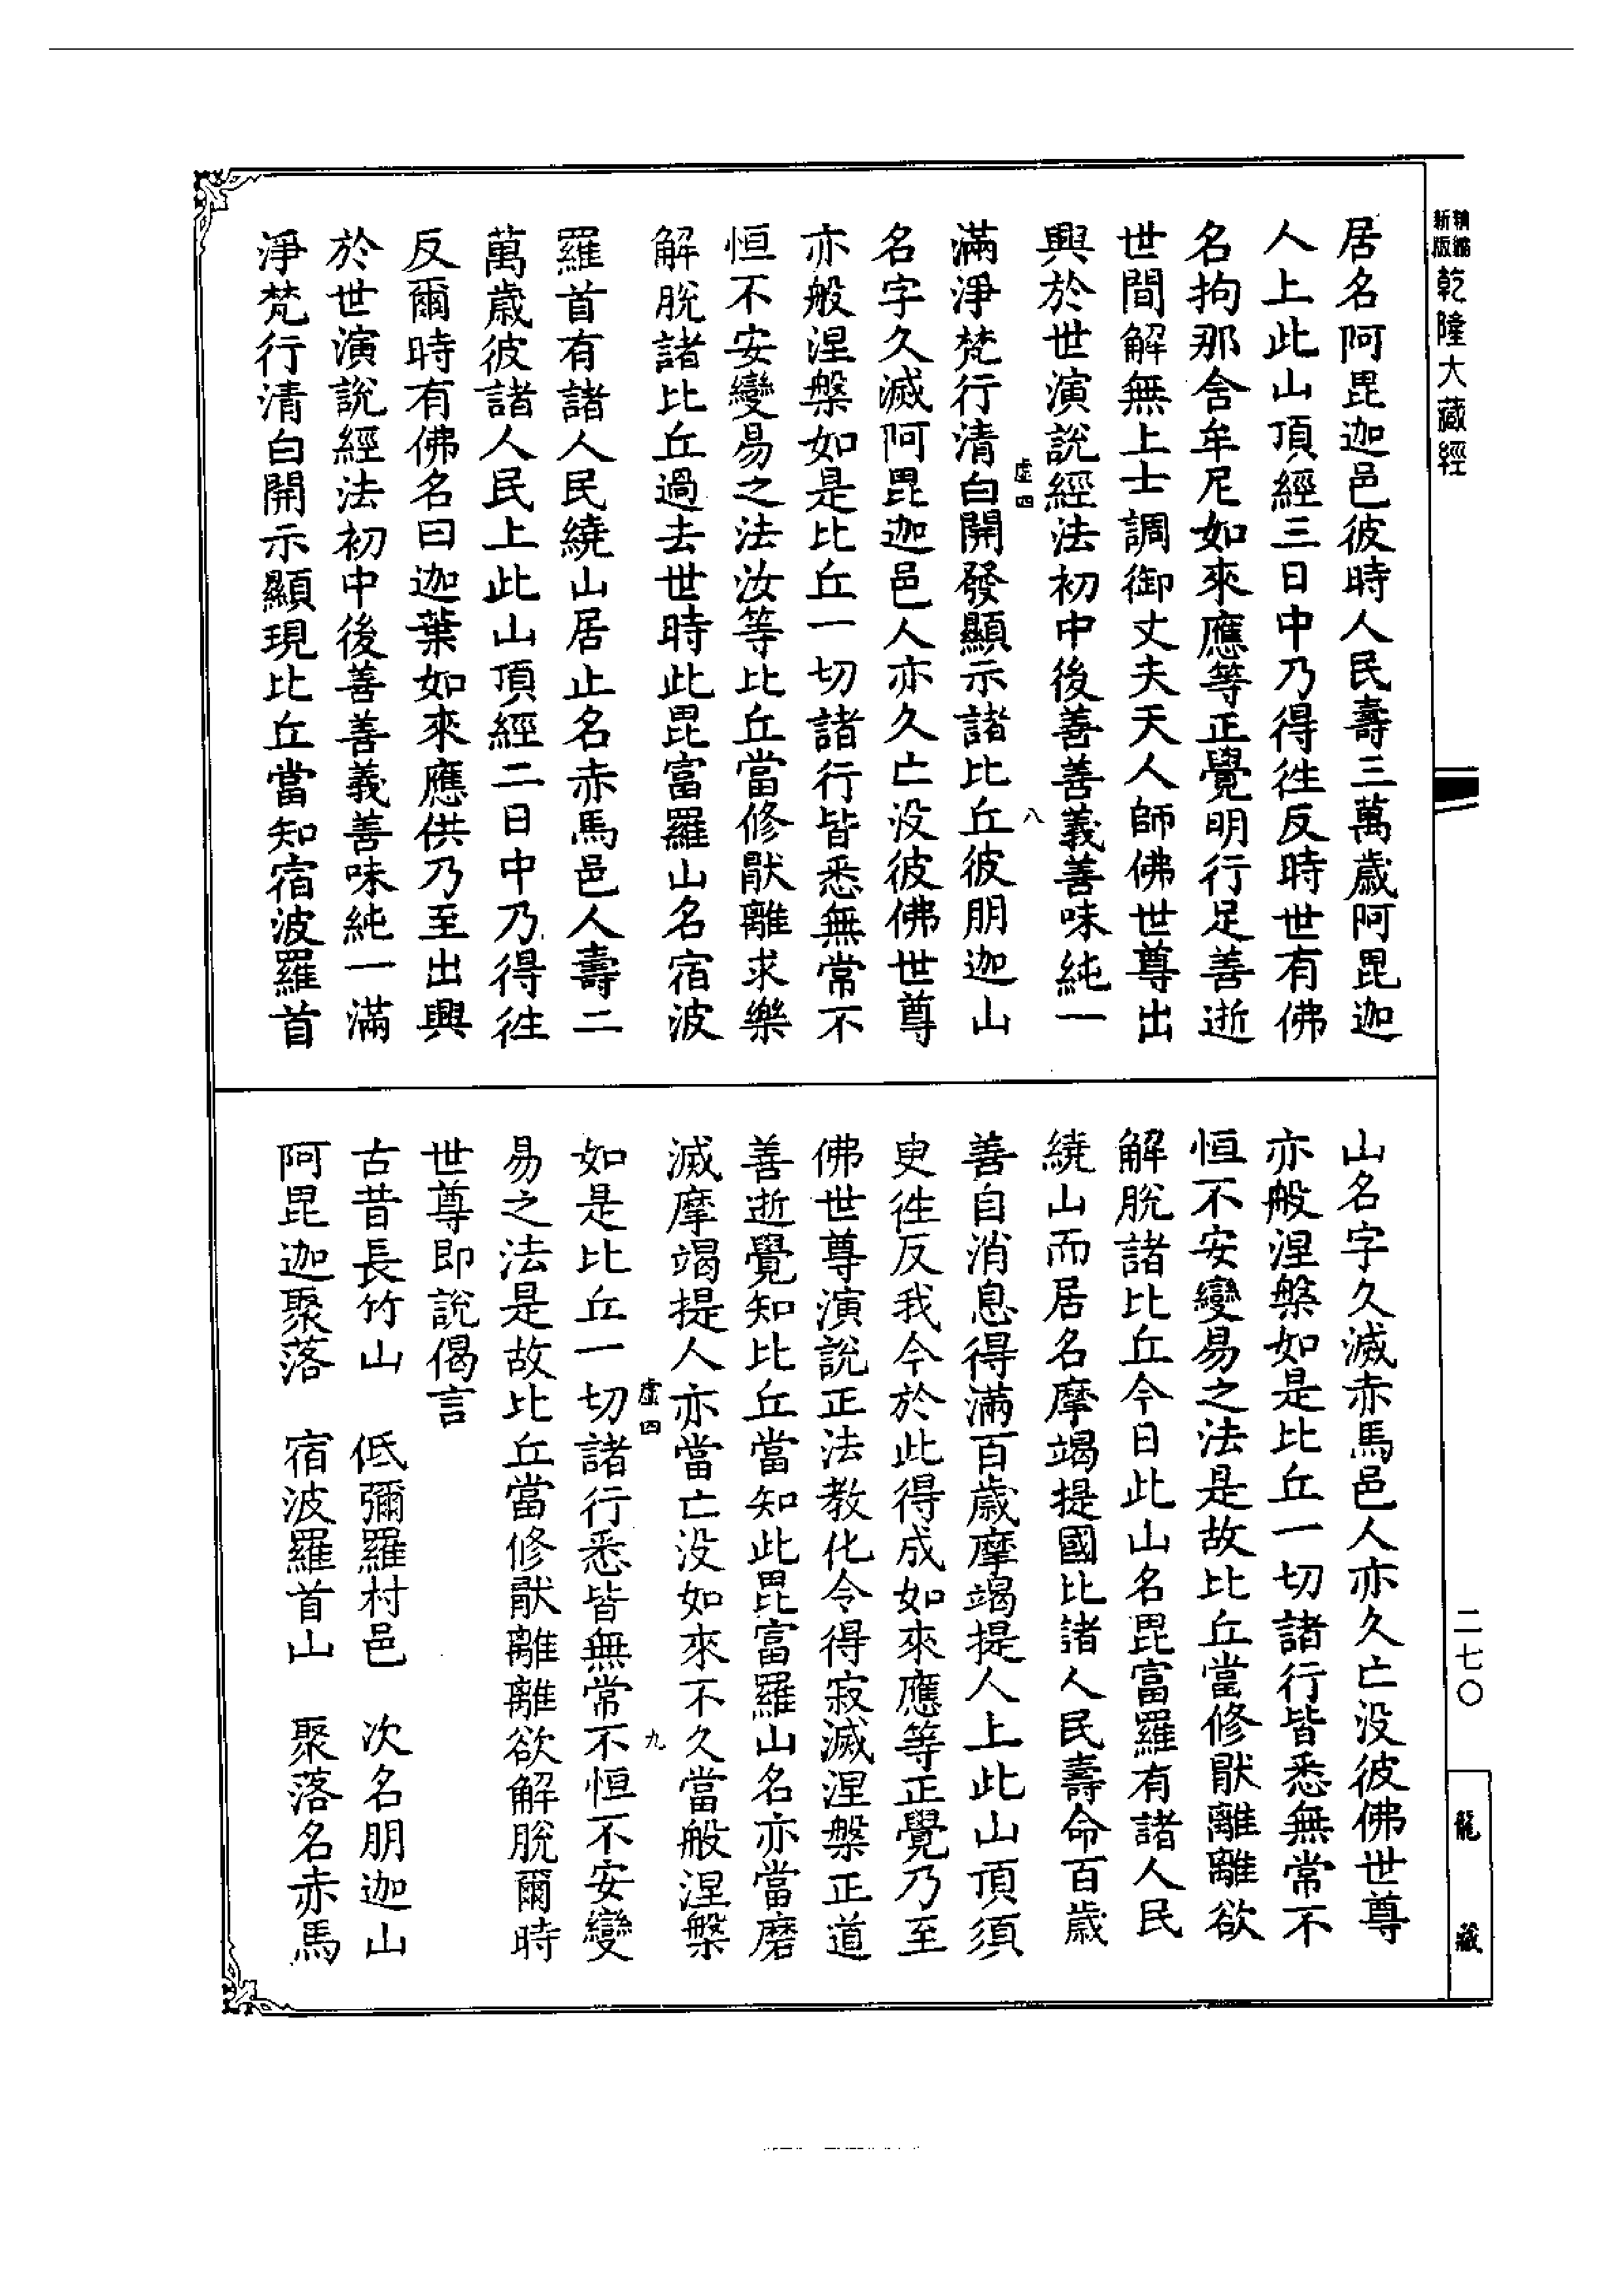 精縮
新版
乾隆大藏經
居名阿毘迦邑彼時人民壽三萬歲阿毘迦
人上此山頂經三日中乃得徃反時世有佛
名拘那舍牟尼如來應等正覺明行足善逝
世間解無上士調御丈夫天人師佛世尊出
興於世演說經法初中後善善義善味純一
虛四
八
滿淨梵行清白開發顯示諸比丘彼朋迦山
名字久滅阿毘迦邑人亦久亡没彼佛世尊
亦般涅槃如是比丘一切諸行皆悉無常不
恒不安變易之法汝等比丘當修猒離求樂
解脫諸比丘過去世時此毘富羅山名宿波
羅首有諸人民繞山居止名赤馬邑人壽二
萬歲彼諸人民上此山頂經二日中乃得徃
反爾時有佛名曰迦葉如來應供乃至出興
於世演說經法初中後善善義善味純一滿
淨梵行清白開示顯現比丘當知宿波羅首
山名字久滅赤馬邑人亦久亡没彼佛世尊
亦般涅槃如是比丘一切諸行皆悉無常不
恒不安變易之法是故比丘當修猒離離欲
解脫諸比丘今日此山名毘富羅有諸人民
繞山而居名摩竭提國比諸人民壽命百歲
善自消息得滿百歲摩竭提人上此山頂須
臾徃反我今於此得成如來應等正覺乃至
佛世尊演說正法教化令得寂滅涅槃正道
善逝覺知比丘當知此毘富羅山名亦當磨
滅摩竭提人亦當亡没如來不久當般涅槃
虛四
九
如是比丘一切諸行悉皆無常不恒不安變
易之法是故比丘當修猒離離欲解脫爾時
世尊即說偈言
古昔長竹山　低彌羅村邑　次名朋迦山
阿毘迦聚落　宿波羅首山　聚落名赤馬
二七〇
龍藏